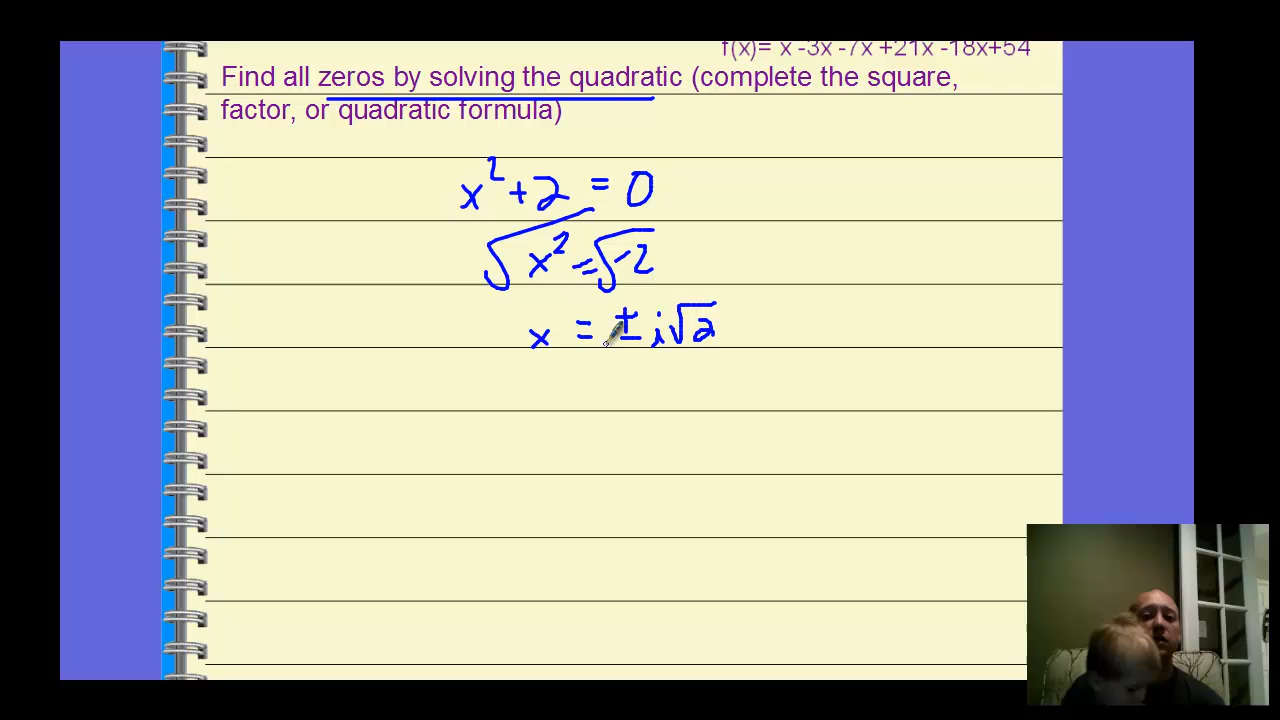 f(x)= x -3x -7x +21x -18x+54
Find all zeros by solving the quadratic (complete the square,
factor, or quadratic formula)
x² + 2 = 0
√x² = √-2
x = ± i√2